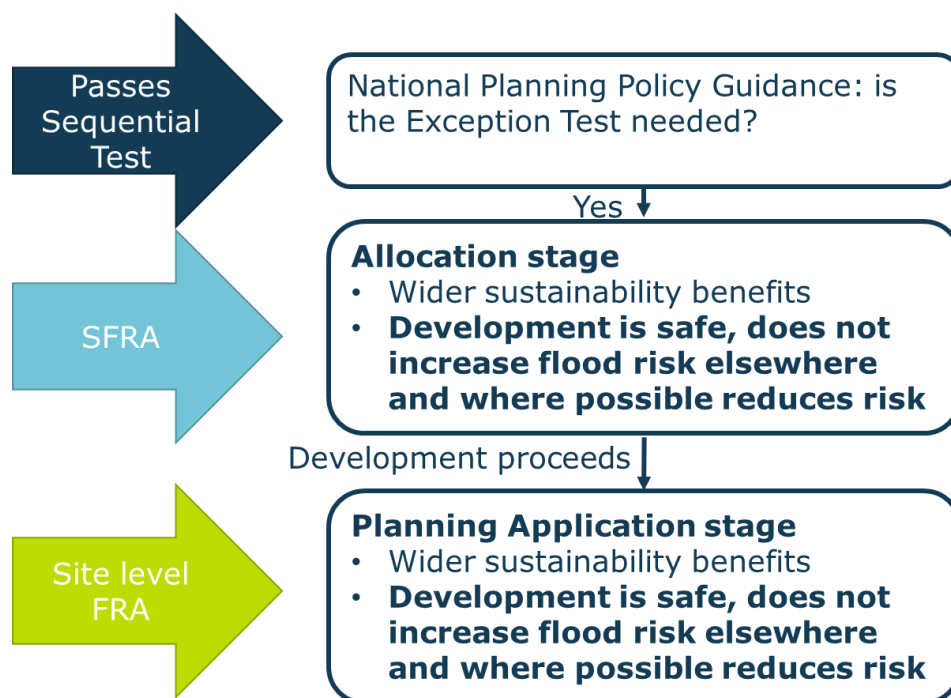 Passes
Sequential
Test
National Planning Policy Guidance: is
the Exception Test needed?
Yes
SFRA
Allocation stage
• Wider sustainability benefits
• Development is safe, does not
increase flood risk elsewhere
and where possible reduces risk
Development proceeds
Site level
FRA
Planning Application stage
• Wider sustainability benefits
• Development is safe, does not
increase flood risk elsewhere
and where possible reduces risk